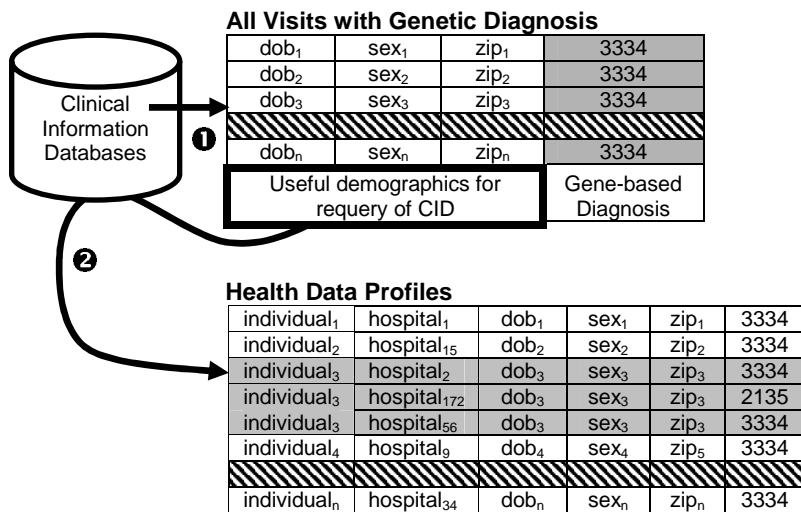 All Visits with Genetic Diagnosis
dob₁ sex₁ zip₁ 3334
dob₂ sex₂ zip₂ 3334
dob₃ sex₃ zip₃ 3334
dobₙ sexₙ zipₙ 3334
Useful demographics for
requery of CID
Gene-based
Diagnosis
Clinical
Information
Databases
❶
❷
Health Data Profiles
individual₁ hospital₁ dob₁ sex₁ zip₁ 3334
individual₂ hospital₁₅ dob₂ sex₂ zip₂ 3334
individual₃ hospital₂ dob₃ sex₃ zip₃ 3334
individual₃ hospital₁₇₂ dob₃ sex₃ zip₃ 2135
individual₃ hospital₅₆ dob₃ sex₃ zip₃ 3334
individual₄ hospital₉ dob₄ sex₄ zip₅ 3334
individualₙ hospital₃₄ dobₙ sexₙ zipₙ 3334